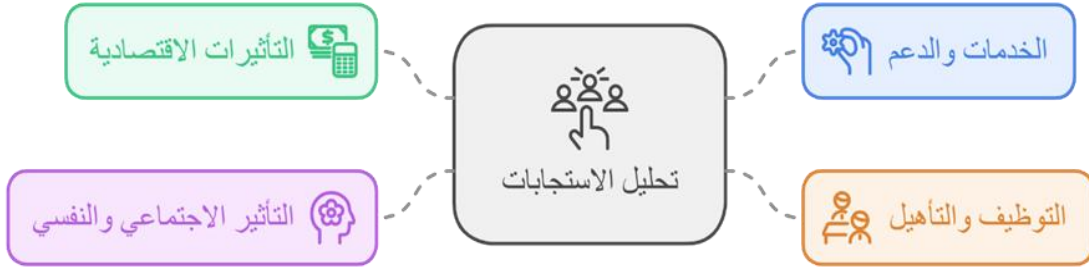 الخدمات والدعم
التأثيرات الاقتصادية
تحليل الاستجابات
التوظيف والتأهيل
التأثير الاجتماعي والنفسي